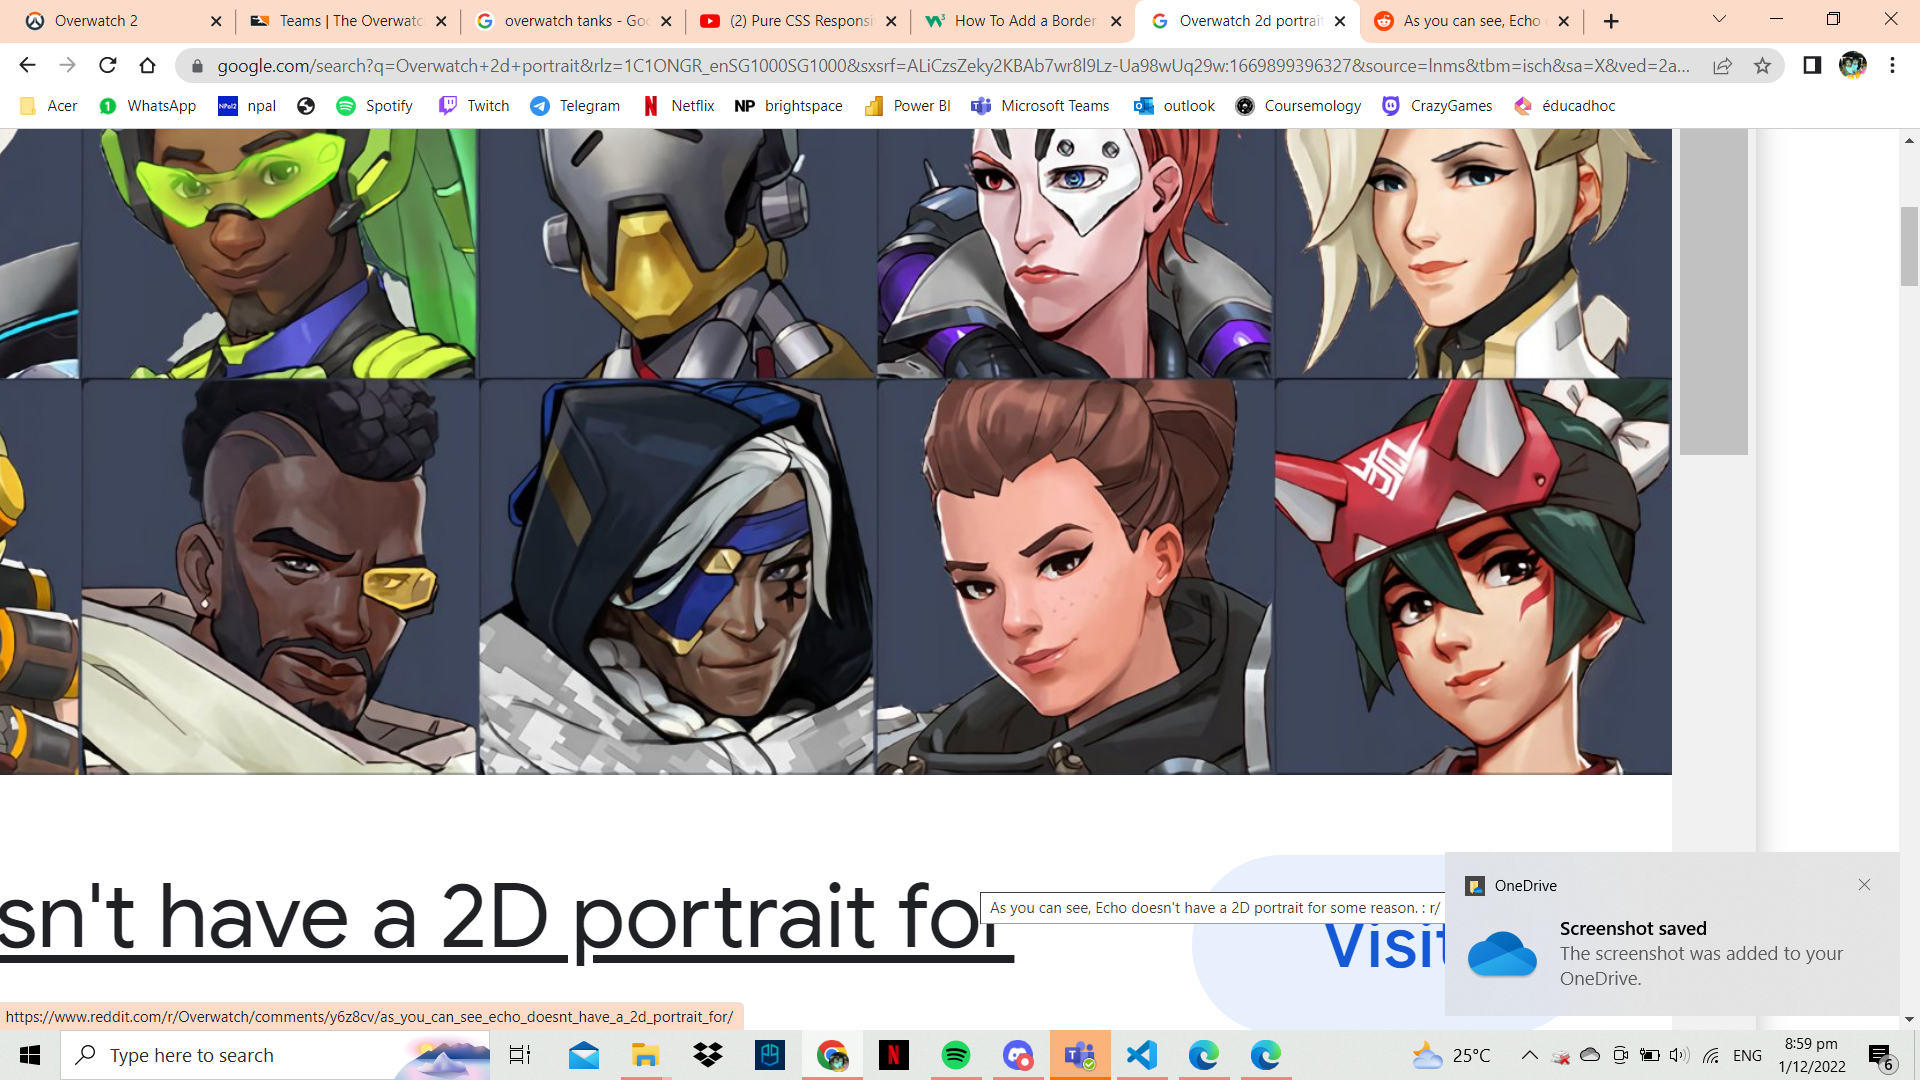 Overwatch 2
Teams | The Overwatc
overwatch tanks - Goo
(2) Pure CSS Responsi
How To Add a Border
Overwatch 2d portrait
As you can see, Echo
google.com/search?q=Overwatch+2d+portrait&rlz=1C1ONGR_enSG1000SG1000&sxsrf=ALiCzsZeky2KBAb7wr8l9Lz-Ua98wUq29w:1669899396327&source=lnms&tbm=isch&sa=X&ved=2a...
Acer
WhatsApp
NPal2 npal
Spotify
Twitch
Telegram
Netflix
NP brightspace
Power BI
Microsoft Teams
outlook
Coursemology
CrazyGames
éducadhoc
sn't have a 2D portrait for
As you can see, Echo doesn't have a 2D portrait for some reason. : r/
Visit
OneDrive
Screenshot saved
The screenshot was added to your
OneDrive.
https://www.reddit.com/r/Overwatch/comments/y6z8cv/as_you_can_see_echo_doesnt_have_a_2d_portrait_for/
Type here to search
25°C
ENG
8:59 pm
1/12/2022
6